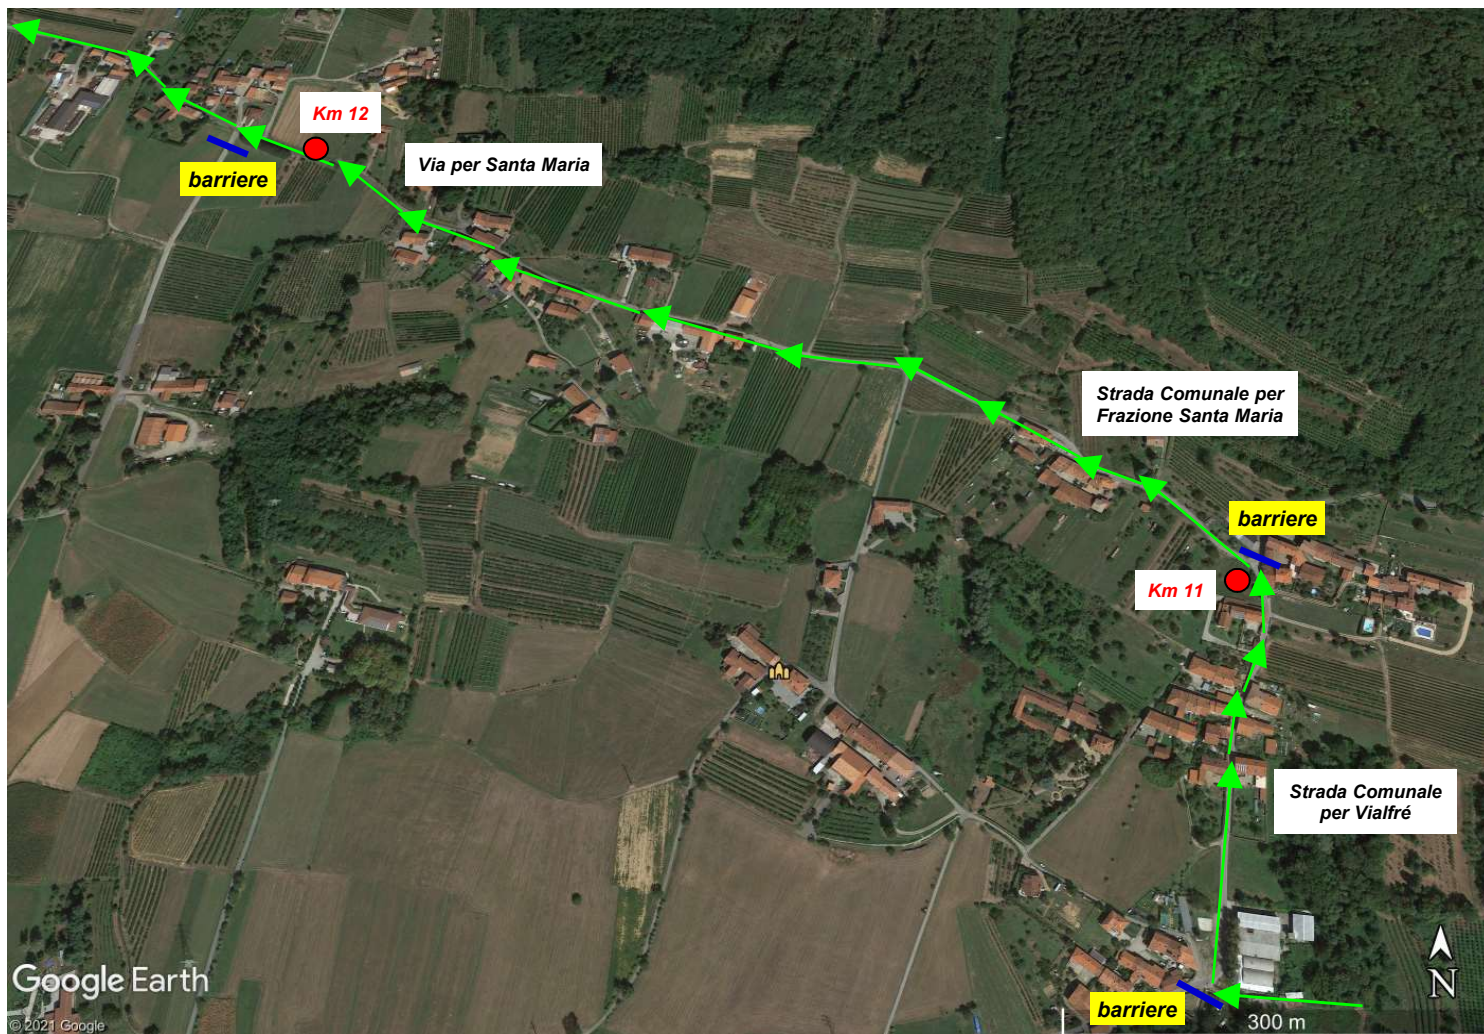 Km 12
Via per Santa Maria
barriere
Strada Comunale per
Frazione Santa Maria
barriere
Km 11
Strada Comunale
per Vialfré
N
Google Earth
barriere
300 m
© 2021 Google